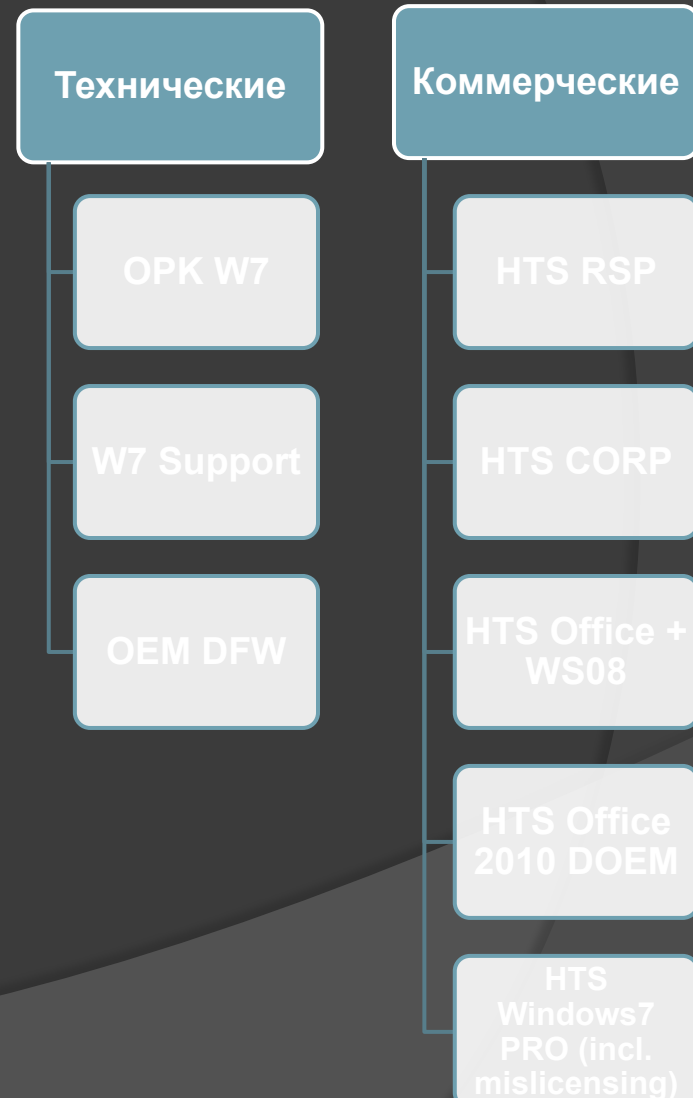 Технические
OPK W7
W7 Support
OEM DFW
Коммерческие
HTS RSP
HTS CORP
HTS Office +
WS08
HTS Office
2010 DOEM
HTS
Windows7
PRO (incl.
mislicensing)